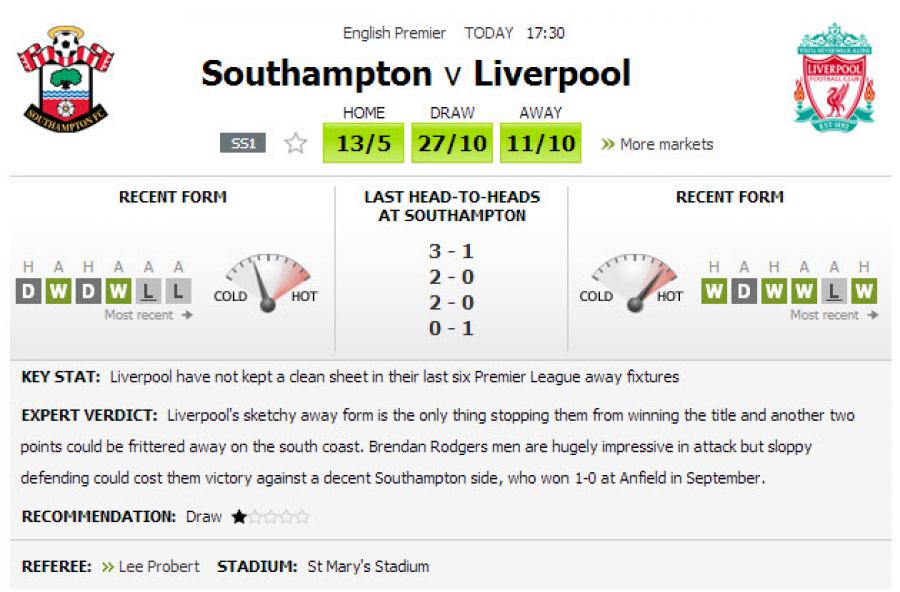 English Premier TODAY 17:30
Southampton v Liverpool
HOME DRAW AWAY
SS1 13/5 27/10 11/10 » More markets
SOUTHAMPTON FC
YOU'LL NEVER WALK ALONE
LIVERPOOL
FOOTBALL CLUB
EST·1892
RECENT FORM
H A H A A A
D W D W L L
Most recent →
COLD HOT
LAST HEAD-TO-HEADS
AT SOUTHAMPTON
3 - 1
2 - 0
2 - 0
0 - 1
RECENT FORM
COLD HOT
H A H A A H
W D W W L W
Most recent →
KEY STAT: Liverpool have not kept a clean sheet in their last six Premier League away fixtures
EXPERT VERDICT: Liverpool's sketchy away form is the only thing stopping them from winning the title and another two
points could be frittered away on the south coast. Brendan Rodgers men are hugely impressive in attack but sloppy
defending could cost them victory against a decent Southampton side, who won 1-0 at Anfield in September.
RECOMMENDATION: Draw
REFEREE: » Lee Probert STADIUM: St Mary's Stadium